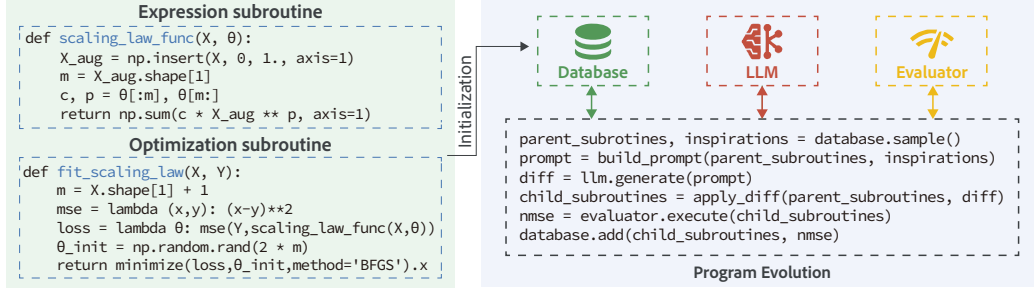 Expression subroutine
def scaling_law_func(X, θ):
X_aug = np.insert(X, 0, 1., axis=1)
m = X_aug.shape[1]
c, p = θ[:m], θ[m:]
return np.sum(c * X_aug ** p, axis=1)
Optimization subroutine
def fit_scaling_law(X, Y):
m = X.shape[1] + 1
mse = lambda (x,y): (x-y)**2
loss = lambda θ: mse(Y,scaling_law_func(X,θ))
θ_init = np.random.rand(2 * m)
return minimize(loss,θ_init,method='BFGS').x
Initialization
Database
LLM
Evaluator
parent_subrotines, inspirations = database.sample()
prompt = build_prompt(parent_subroutines, inspirations)
diff = llm.generate(prompt)
child_subroutines = apply_diff(parent_subroutines, diff)
nmse = evaluator.execute(child_subroutines)
database.add(child_subroutines, nmse)
Program Evolution